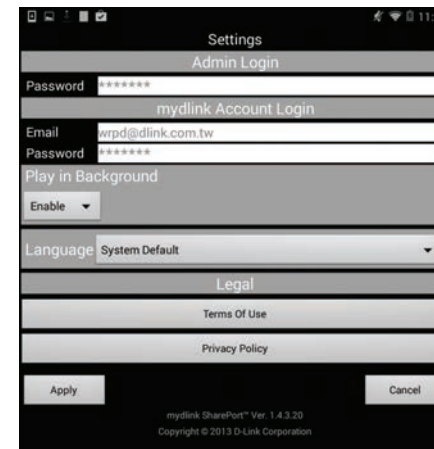 11:
Settings
Admin Login
Password *******
mydlink Account Login
Email wrpd@dlink.com.tw
Password *******
Play in Background
Enable
Language System Default
Legal
Terms Of Use
Privacy Policy
Apply Cancel
mydlink SharePort™ Ver. 1.4.3.20
Copyright © 2013 D-Link Corporation